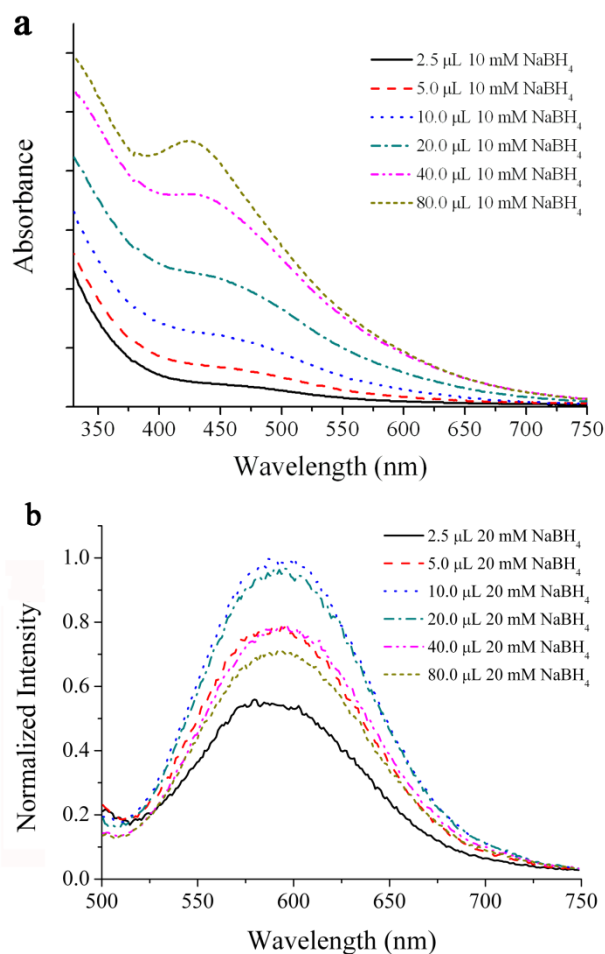 a
2.5 μL 10 mM NaBH₄
5.0 μL 10 mM NaBH₄
10.0 μL 10 mM NaBH₄
20.0 μL 10 mM NaBH₄
40.0 μL 10 mM NaBH₄
80.0 μL 10 mM NaBH₄
Absorbance
350 400 450 500 550 600 650 700 750
Wavelength (nm)
b
2.5 μL 20 mM NaBH₄
5.0 μL 20 mM NaBH₄
10.0 μL 20 mM NaBH₄
20.0 μL 20 mM NaBH₄
40.0 μL 20 mM NaBH₄
80.0 μL 20 mM NaBH₄
Normalized Intensity
1.0
0.8
0.6
0.4
0.2
0.0
500 550 600 650 700 750
Wavelength (nm)